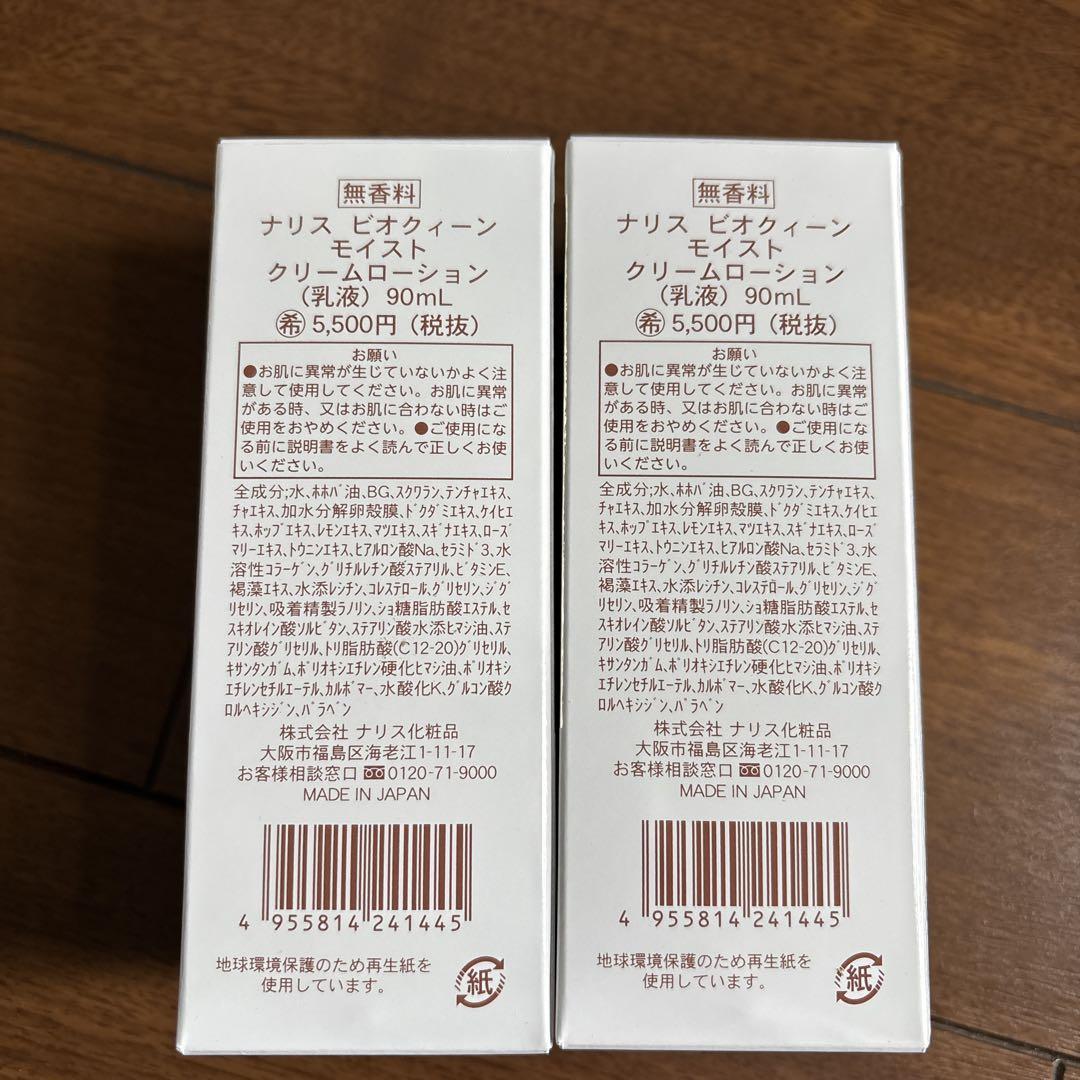 無香料
ナリス ビオクィーン
モイスト
クリームローション
（乳液） 90mL
㊕希 5,500円（税抜）
お願い
●お肌に異常が生じていないかよく注
意して使用してください。お肌に異常
がある時、又はお肌に合わない時はご
使用をおやめください。●ご使用にな
る前に説明書をよく読んで正しくお使
いください。
全成分;水、ﾎﾎﾊﾞ油、BG、ｽｸﾜﾗﾝ、ﾃﾝﾁｬｴｷｽ、
ﾁｬｴｷｽ、加水分解卵殻膜、ﾄﾞｸﾀﾞﾐｴｷｽ、ｹｲﾋｴ
ｷｽ、ﾎｯﾌﾟｴｷｽ、ﾚﾓﾝｴｷｽ、ﾏﾂｴｷｽ、ｽｷﾞﾅｴｷｽ、ﾛｰｽﾞ
ﾏﾘｰｴｷｽ、ﾄｳﾆﾝｴｷｽ、ﾋｱﾙﾛﾝ酸Na、ｾﾗﾐﾄﾞ3、水
溶性ｺﾗｰｹﾞﾝ、ｸﾞﾘﾁﾙﾚﾁﾝ酸ｽﾃｱﾘﾙ、ﾋﾞﾀﾐﾝE、
褐藻ｴｷｽ、水添ﾚｼﾁﾝ、ｺﾚｽﾃﾛｰﾙ、ｸﾞﾘｾﾘﾝ、ｼﾞｸﾞ
ﾘｾﾘﾝ、吸着精製ﾗﾉﾘﾝ、ｼｮ糖脂肪酸ｴｽﾃﾙ、ｾ
ｽｷｵﾚｲﾝ酸ｿﾙﾋﾞﾀﾝ、ｽﾃｱﾘﾝ酸水添ﾋﾏｼ油、ｽﾃ
ｱﾘﾝ酸ｸﾞﾘｾﾘﾙ、ﾄﾘ脂肪酸(C12-20)ｸﾞﾘｾﾘﾙ、
ｷｻﾝﾀﾝｶﾞﾑ、ﾎﾟﾘｵｷｼｴﾁﾚﾝ硬化ﾋﾏｼ油、ﾎﾟﾘｵｷｼ
ｴﾁﾚﾝｾﾁﾙｴｰﾃﾙ、ｶﾙﾎﾞﾏｰ、水酸化K、ｸﾞﾙｺﾝ酸ｸ
ﾛﾙﾍｷｼｼﾞﾝ、ﾊﾟﾗﾍﾞﾝ
株式会社 ナリス化粧品
大阪市福島区海老江1-11-17
お客様相談窓口 0120-71-9000
MADE IN JAPAN
4 955814 241445
地球環境保護のため再生紙を
使用しています。
紙
無香料
ナリス ビオクィーン
モイスト
クリームローション
（乳液） 90mL
希 5,500円（税抜）
お願い
●お肌に異常が生じていないかよく注
意して使用してください。お肌に異常
がある時、又はお肌に合わない時はご
使用をおやめください。●ご使用にな
る前に説明書をよく読んで正しくお使
いください。
全成分;水、ﾎﾎﾊﾞ油、BG、ｽｸﾜﾗﾝ、ﾃﾝﾁｬｴｷｽ、
ﾁｬｴｷｽ、加水分解卵殻膜、ﾄﾞｸﾀﾞﾐｴｷｽ、ｹｲﾋｴ
ｷｽ、ﾎｯﾌﾟｴｷｽ、ﾚﾓﾝｴｷｽ、ﾏﾂｴｷｽ、ｽｷﾞﾅｴｷｽ、ﾛｰｽﾞ
ﾏﾘｰｴｷｽ、ﾄｳﾆﾝｴｷｽ、ﾋｱﾙﾛﾝ酸Na、ｾﾗﾐﾄﾞ3、水
溶性ｺﾗｰｹﾞﾝ、ｸﾞﾘﾁﾙﾚﾁﾝ酸ｽﾃｱﾘﾙ、ﾋﾞﾀﾐﾝE、
褐藻ｴｷｽ、水添ﾚｼﾁﾝ、ｺﾚｽﾃﾛｰﾙ、ｸﾞﾘｾﾘﾝ、ｼﾞｸﾞ
ﾘｾﾘﾝ、吸着精製ﾗﾉﾘﾝ、ｼｮ糖脂肪酸ｴｽﾃﾙ、ｾ
ｽｷｵﾚｲﾝ酸ｿﾙﾋﾞﾀﾝ、ｽﾃｱﾘﾝ酸水添ﾋﾏｼ油、ｽﾃ
ｱﾘﾝ酸ｸﾞﾘｾﾘﾙ、ﾄﾘ脂肪酸(C12-20)ｸﾞﾘｾﾘﾙ、
ｷｻﾝﾀﾝｶﾞﾑ、ﾎﾟﾘｵｷｼｴﾁﾚﾝ硬化ﾋﾏｼ油、ﾎﾟﾘｵｷｼ
ｴﾁﾚﾝｾﾁﾙｴｰﾃﾙ、ｶﾙﾎﾞﾏｰ、水酸化K、ｸﾞﾙｺﾝ酸ｸ
ﾛﾙﾍｷｼｼﾞﾝ、ﾊﾟﾗﾍﾞﾝ
株式会社 ナリス化粧品
大阪市福島区海老江1-11-17
お客様相談窓口 0120-71-9000
MADE IN JAPAN
4 955814 241445
地球環境保護のため再生紙を
使用しています。
紙